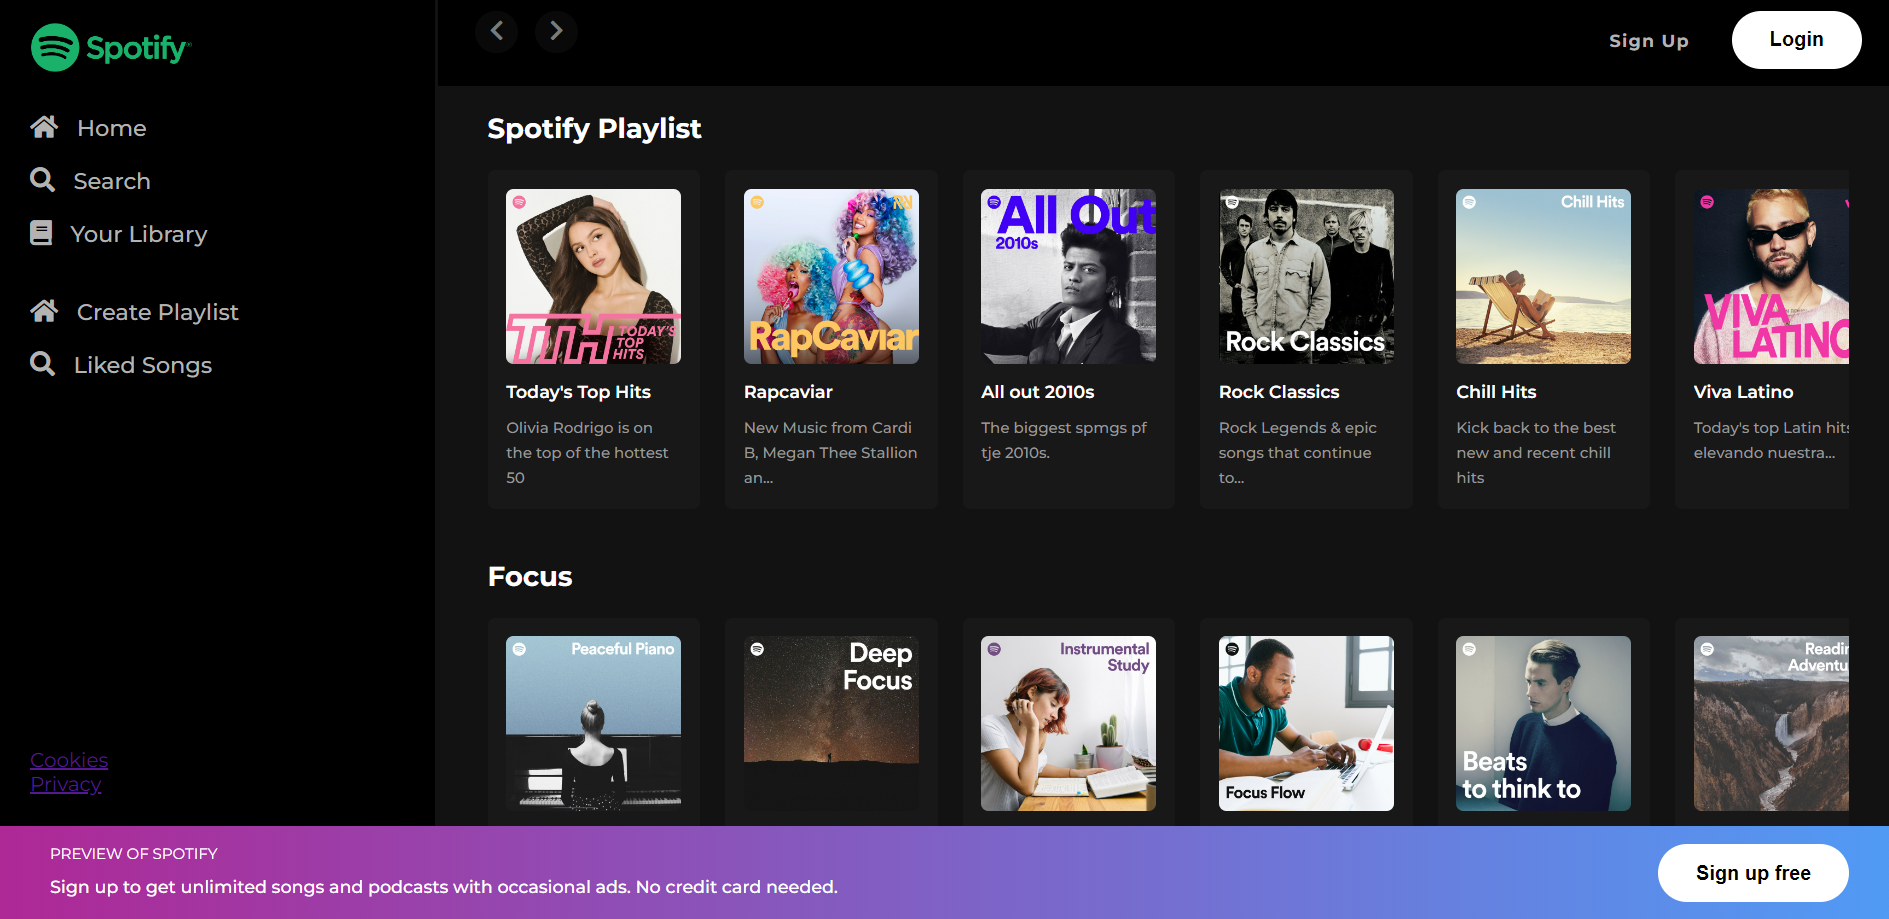 Spotify
Home
Search
Your Library
Create Playlist
Liked Songs
Cookies
Privacy
Sign Up
Login
Spotify Playlist
TTH TODAY'S
TOP
HITS
Today's Top Hits
Olivia Rodrigo is on
the top of the hottest
50
RapCaviar
Rapcaviar
New Music from Cardi
B, Megan Thee Stallion
an...
All Out
2010s
All out 2010s
The biggest spmgs pf
tje 2010s.
Rock Classics
Rock Classics
Rock Legends & epic
songs that continue
to...
Chill Hits
Chill Hits
Kick back to the best
new and recent chill
hits
VIVA
LATINO
Viva Latino
Today's top Latin hits
elevando nuestra...
Focus
Peaceful Piano
Deep
Focus
Instrumental
Study
Focus Flow
Beats
to think to
Readin
Adventu
PREVIEW OF SPOTIFY
Sign up to get unlimited songs and podcasts with occasional ads. No credit card needed.
Sign up free